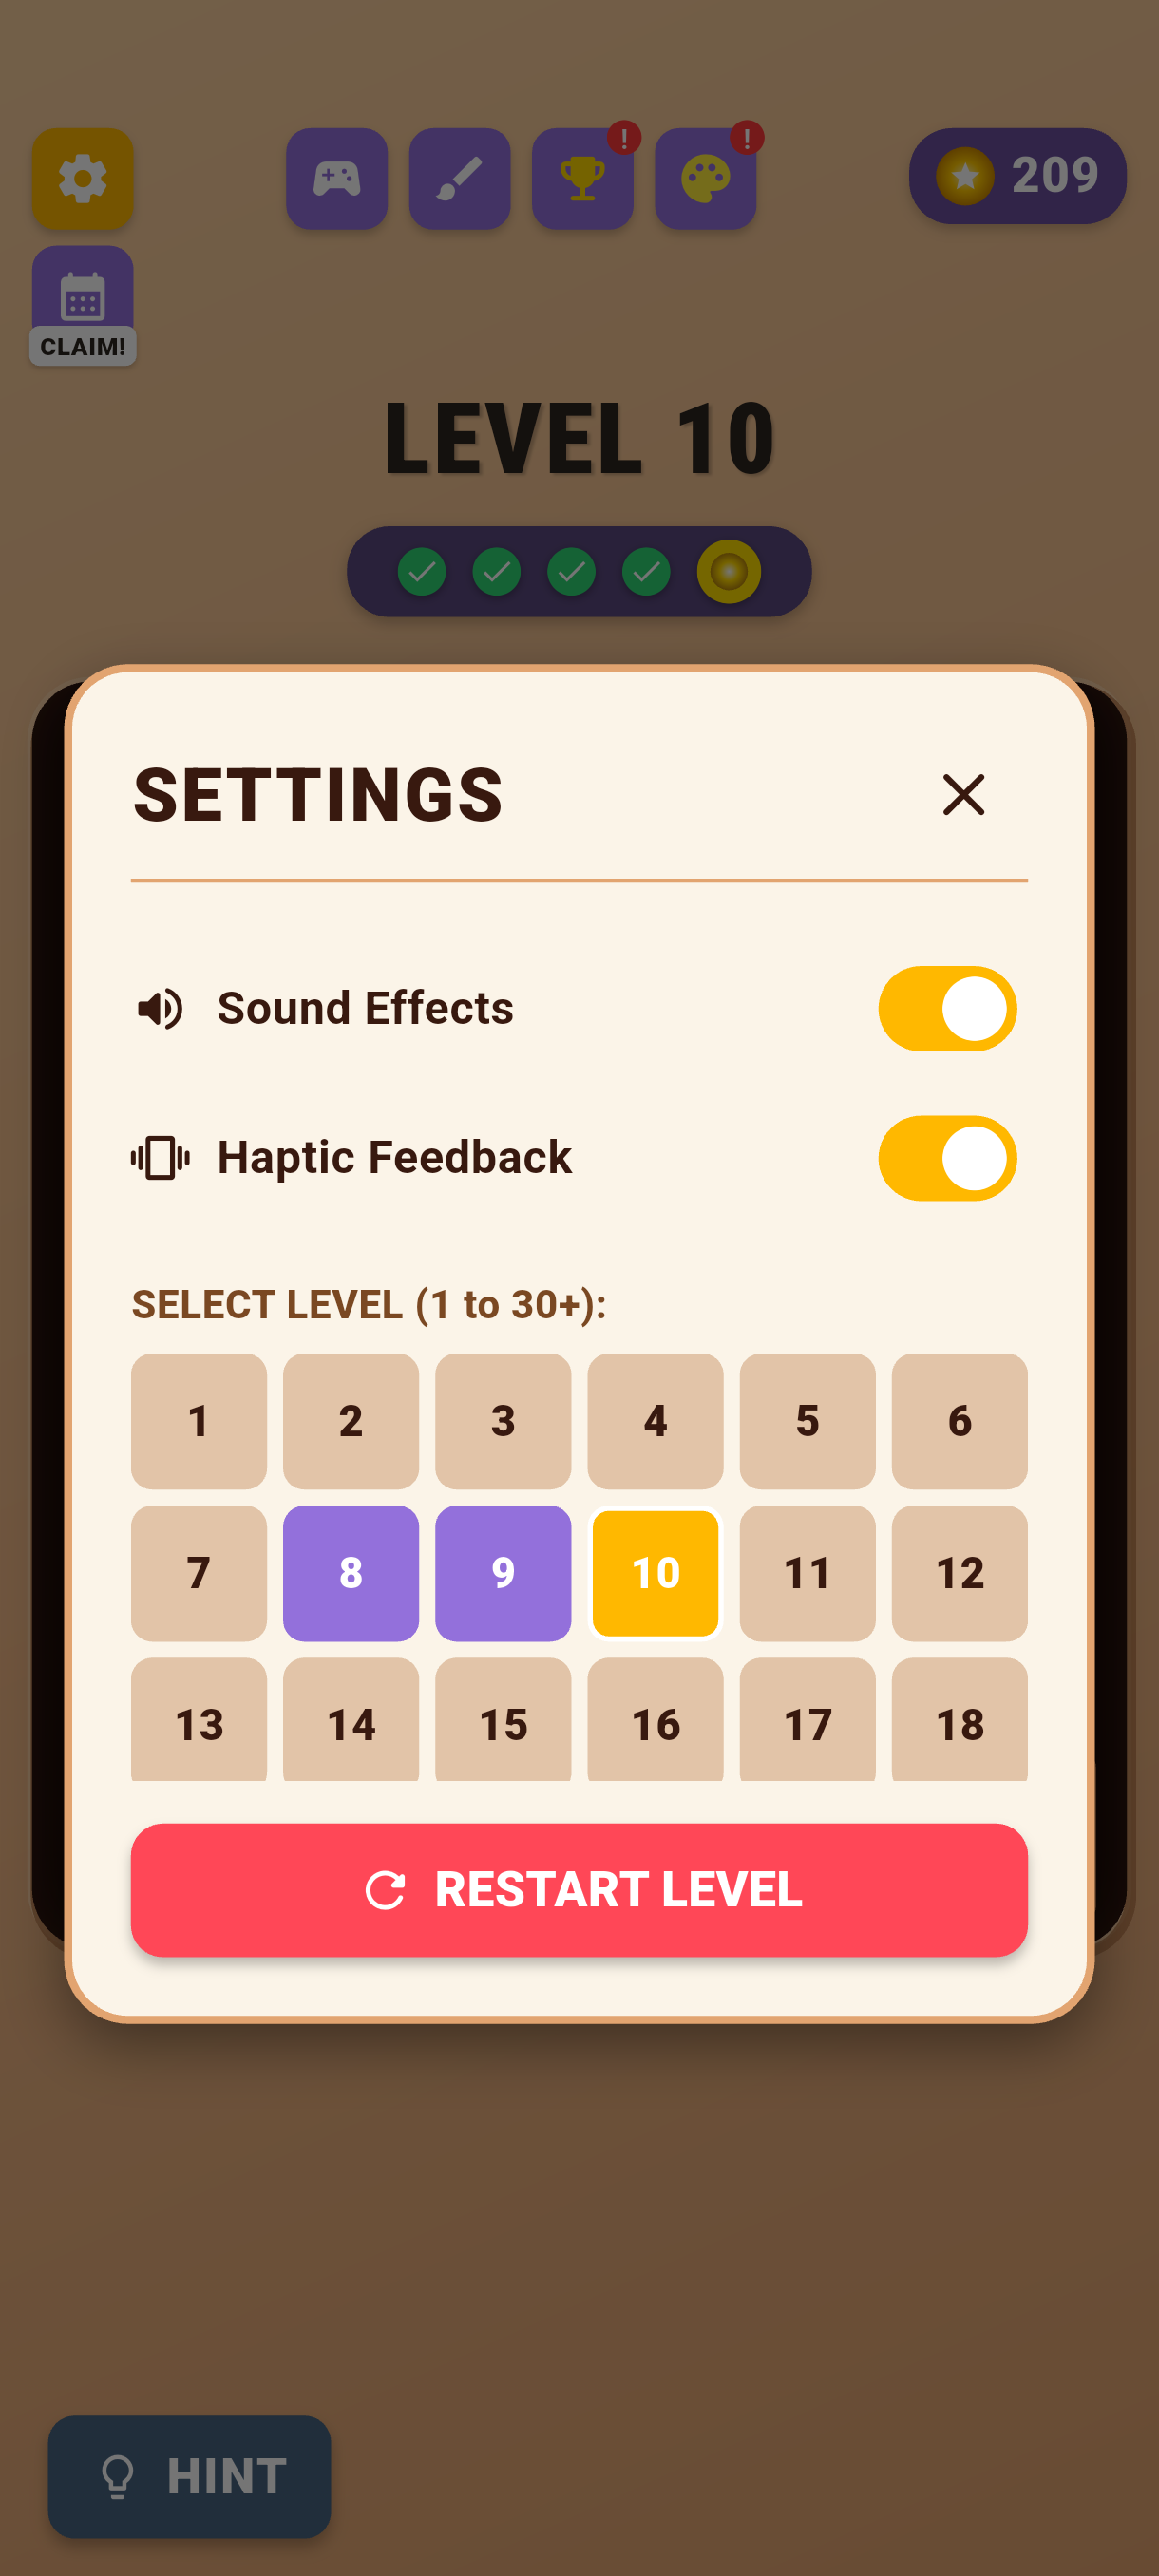 ! !
209
CLAIM!
LEVEL 10
SETTINGS
Sound Effects
Haptic Feedback
SELECT LEVEL (1 to 30+):
1 2 3 4 5 6
7 8 9 10 11 12
13 14 15 16 17 18
RESTART LEVEL
HINT